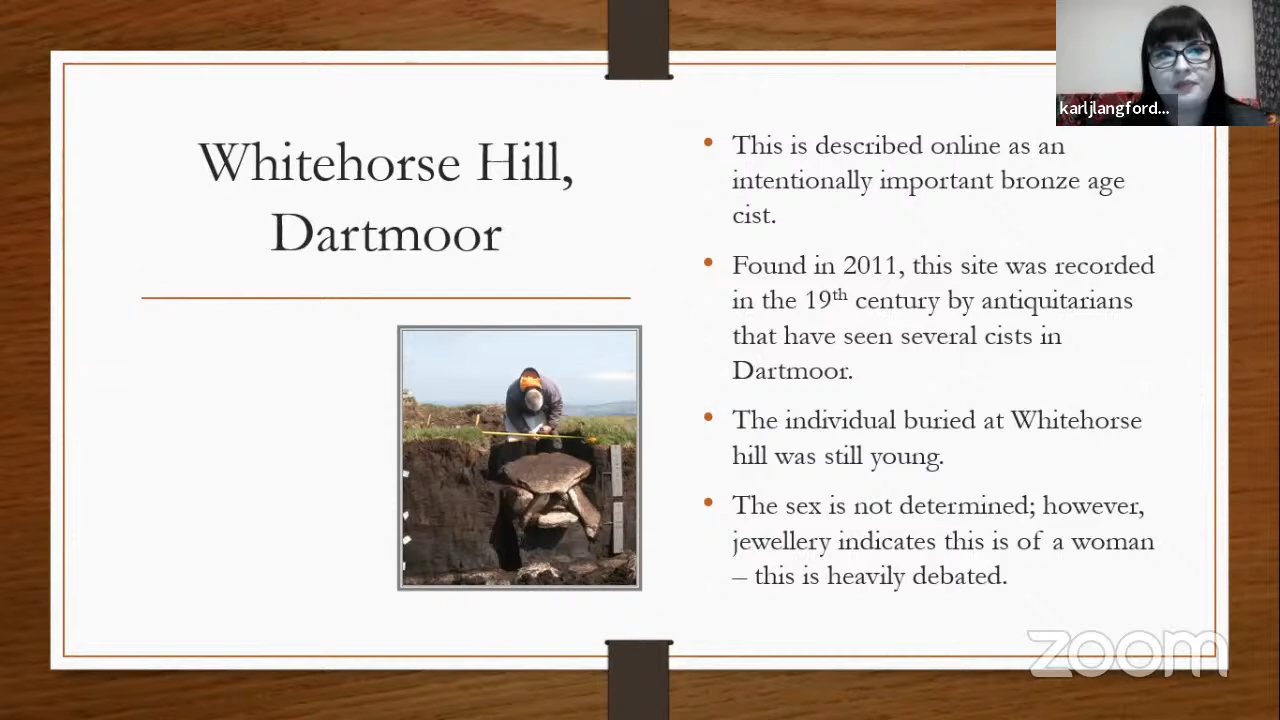 karljlangford...
Whitehorse Hill,
Dartmoor
This is described online as an
intentionally important bronze age
cist.
Found in 2011, this site was recorded
in the 19th century by antiquitarians
that have seen several cists in
Dartmoor.
The individual buried at Whitehorse
hill was still young.
The sex is not determined; however,
jewellery indicates this is of a woman
– this is heavily debated.
zoom